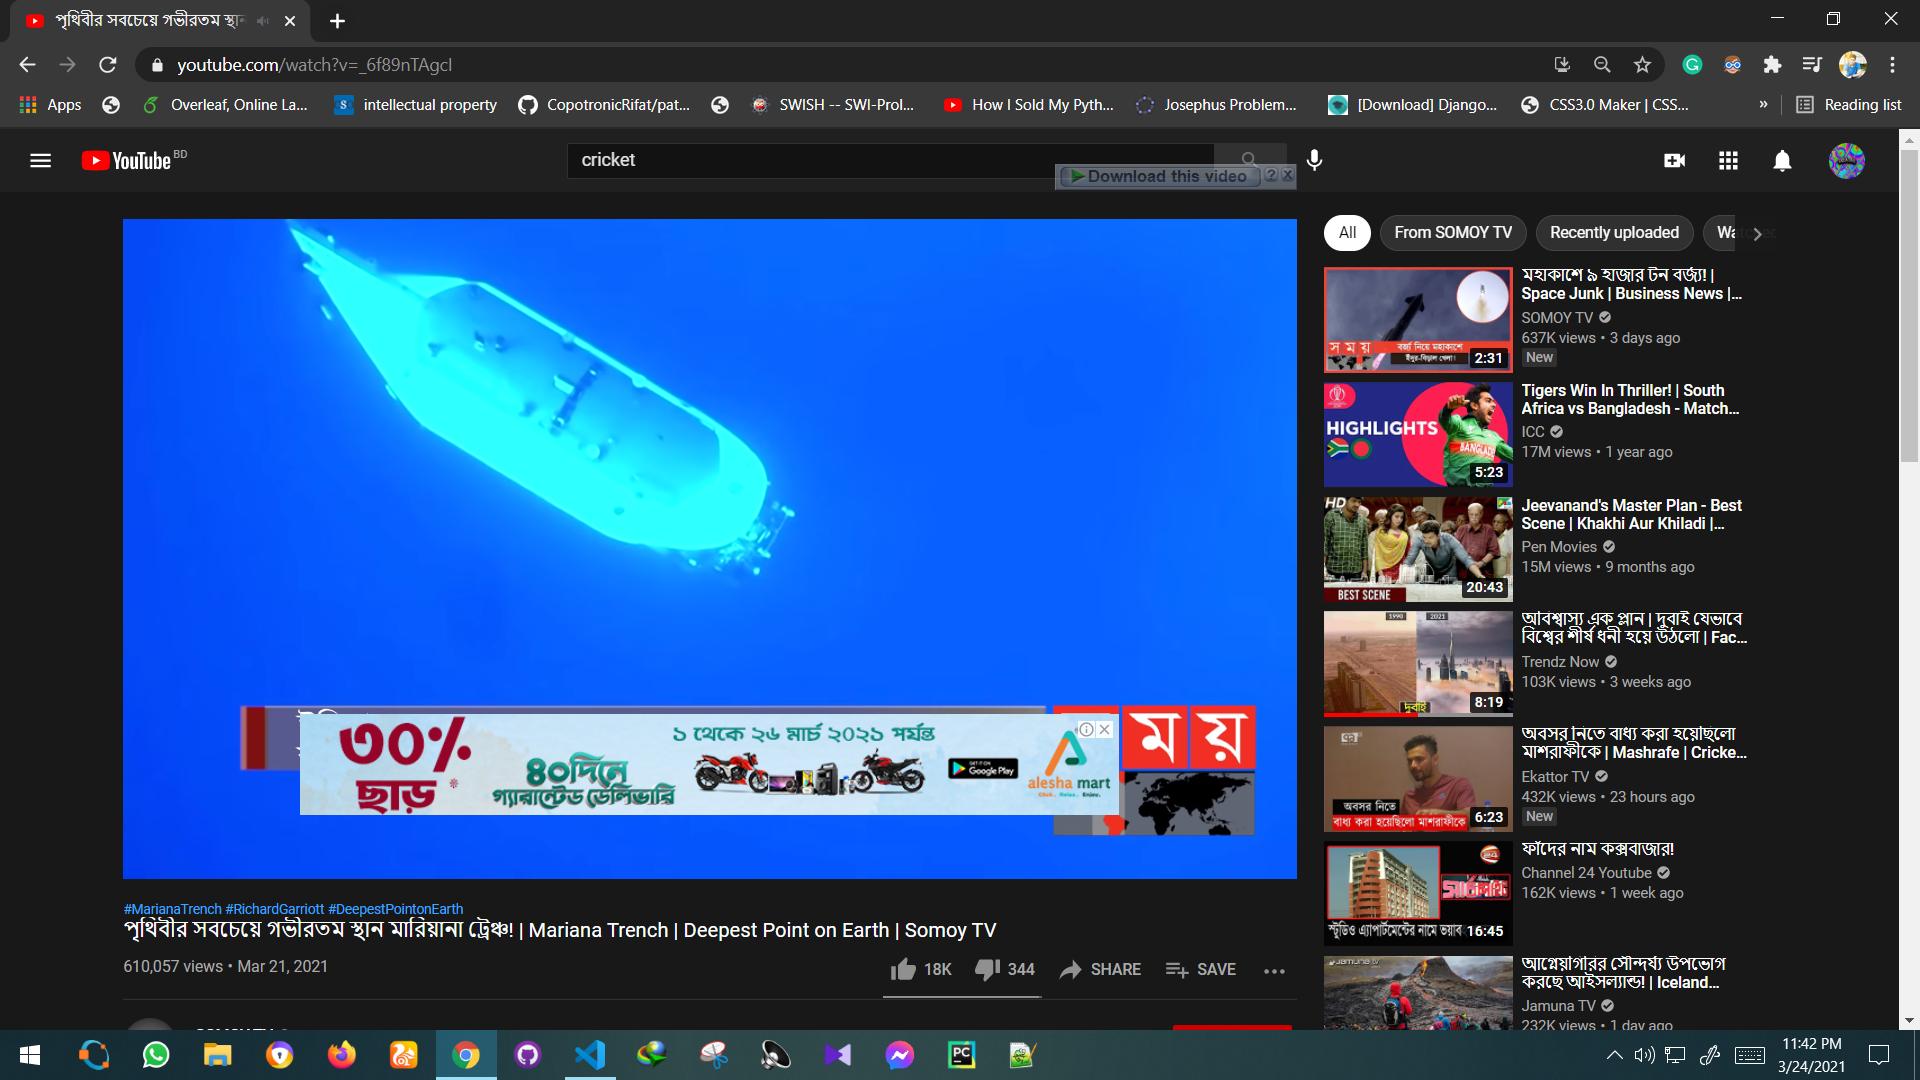 পৃথিবীর সবচেয়ে গভীরতম স্থান
youtube.com/watch?v=_6f89nTAgcI
Apps
Overleaf, Online La...
intellectual property
CopotronicRifat/pat...
SWISH -- SWI-Prol...
How I Sold My Pyth...
Josephus Problem...
[Download] Django...
CSS3.0 Maker | CSS...
»
Reading list
YouTube BD
cricket
Download this video
All
From SOMOY TV
Recently uploaded
৩০%
ছাড়
১ থেকে ২৬ মার্চ ২০২১ পর্যন্ত
৪০দিনে
গ্যারান্টেড ডেলিভারি
GET IT ON
Google Play
alesha mart
ম য়
#MarianaTrench #RichardGarriott #DeepestPointonEarth
পৃথিবীর সবচেয়ে গভীরতম স্থান মারিয়ানা ট্রেঞ্চ! | Mariana Trench | Deepest Point on Earth | Somoy TV
610,057 views • Mar 21, 2021
18K
344
SHARE
SAVE
স ম য়
বর্জ্য নিয়ে মহাকাশে
ইঁদুর-বিড়াল খেলা।
2:31
মহাকাশে ৯ হাজার টন বর্জ্য! |
Space Junk | Business News |...
SOMOY TV
637K views • 3 days ago
New
HIGHLIGHTS
5:23
Tigers Win In Thriller! | South
Africa vs Bangladesh - Match...
ICC
17M views • 1 year ago
HD
BEST SCENE
20:43
Jeevanand's Master Plan - Best
Scene | Khakhi Aur Khiladi |...
Pen Movies
15M views • 9 months ago
1990
2021
দুবাই
8:19
অবিশ্বাস্য এক প্লান | দুবাই যেভাবে
বিশ্বের শীর্ষ ধনী হয়ে উঠলো | Fac...
Trendz Now
103K views • 3 weeks ago
অবসর নিতে
বাধ্য করা হয়েছিলো মাশরাফীকে
6:23
অবসর নিতে বাধ্য করা হয়েছিলো
মাশরাফীকে | Mashrafe | Cricke...
Ekattor TV
432K views • 23 hours ago
New
24
স্টুডিও এ্যাপার্টমেন্টের নামে ভয়াব
16:45
ফাঁদের নাম কক্সবাজার!
Channel 24 Youtube
162K views • 1 week ago
JAMUNA TV
আগ্নেয়গিরির সৌন্দর্য্য উপভোগ
করছে আইসল্যান্ড! | Iceland...
Jamuna TV
232K views • 1 day ago
11:42 PM
3/24/2021